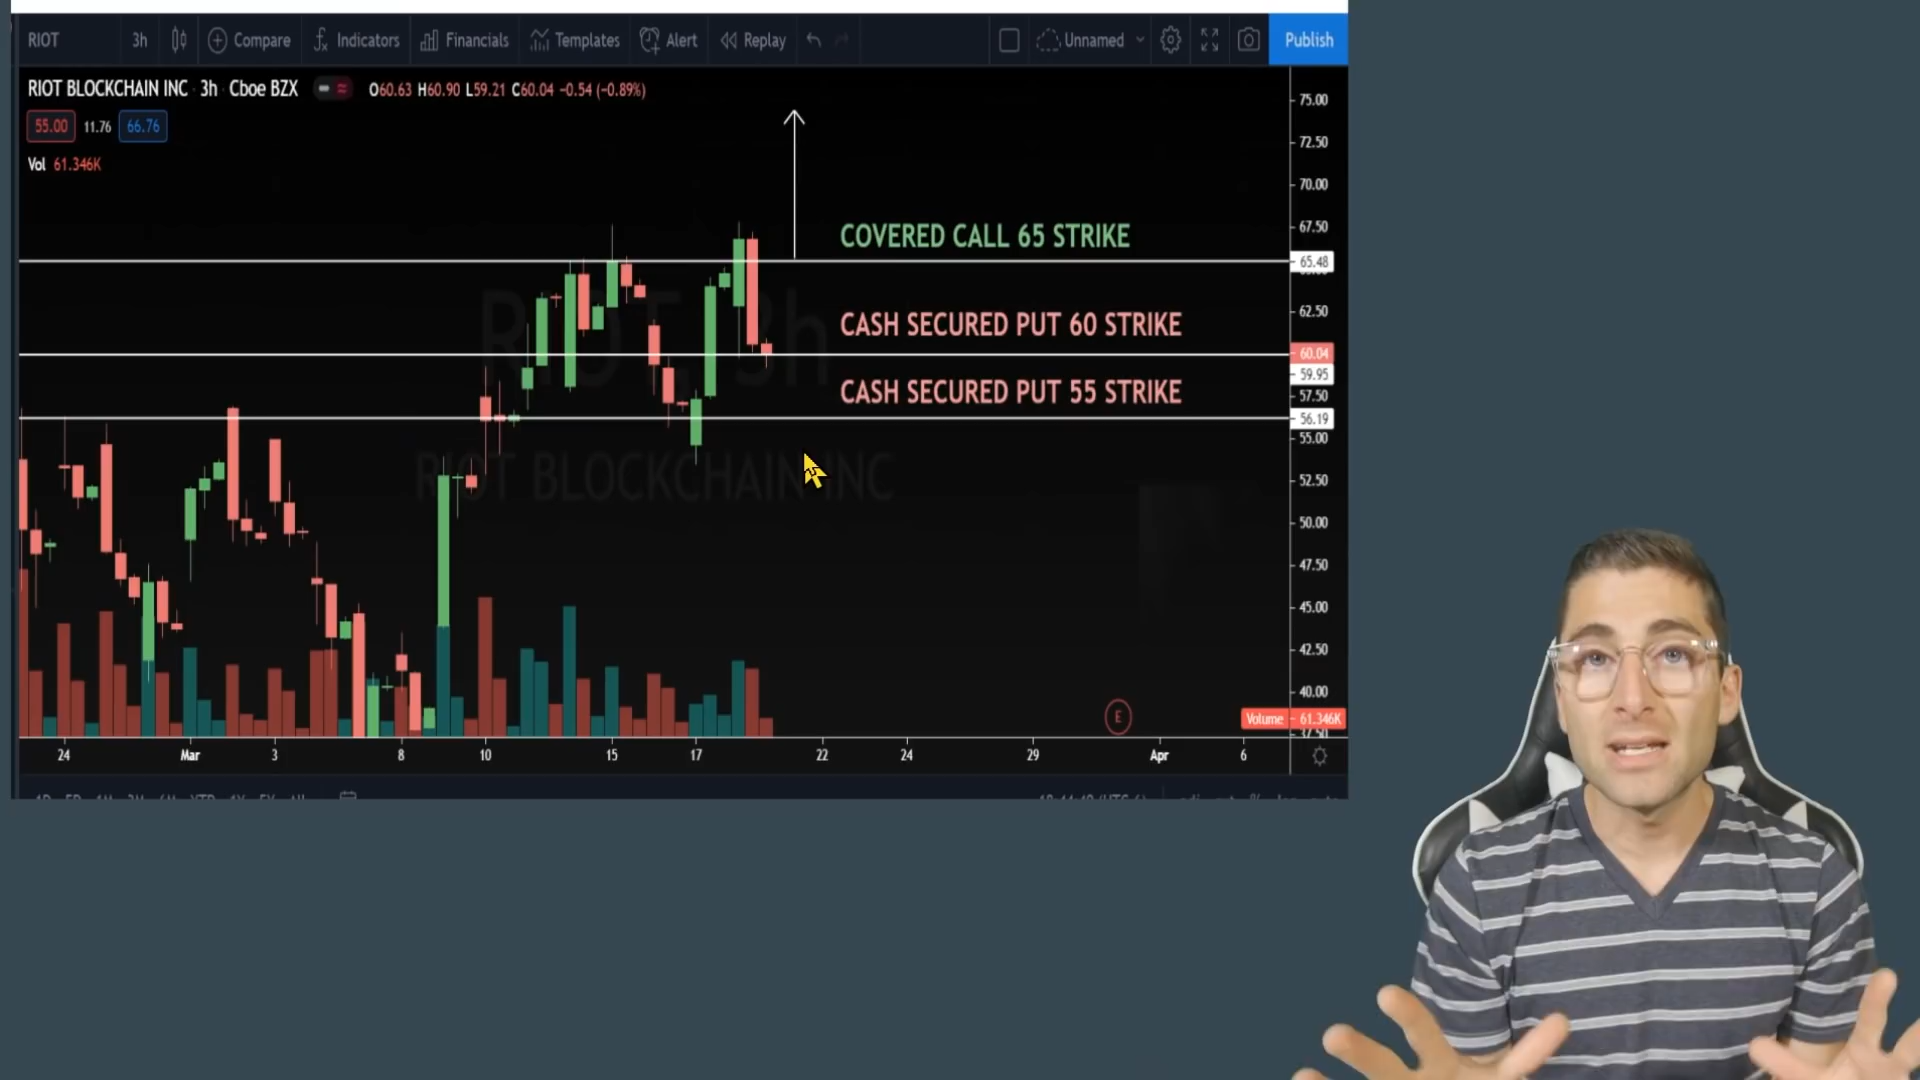 RIOT 3h Compare Indicators Financials Templates Alert Replay Unnamed Publish
RIOT BLOCKCHAIN INC 3h Cboe BZX O60.63 H60.90 L59.21 C60.04 −0.54 (−0.89%)
55.00 11.76 66.76
Vol 61.346K
75.00
72.50
70.00
67.50
COVERED CALL 65 STRIKE
65.48
62.50
CASH SECURED PUT 60 STRIKE
60.04
59.95
CASH SECURED PUT 55 STRIKE
57.50
56.19
55.00
RIOT, 3h
RIOT BLOCKCHAIN INC
52.50
50.00
47.50
45.00
42.50
40.00
E
Volume 61.346K
37.50
24 Mar 3 8 10 15 17 22 24 29 Apr 6